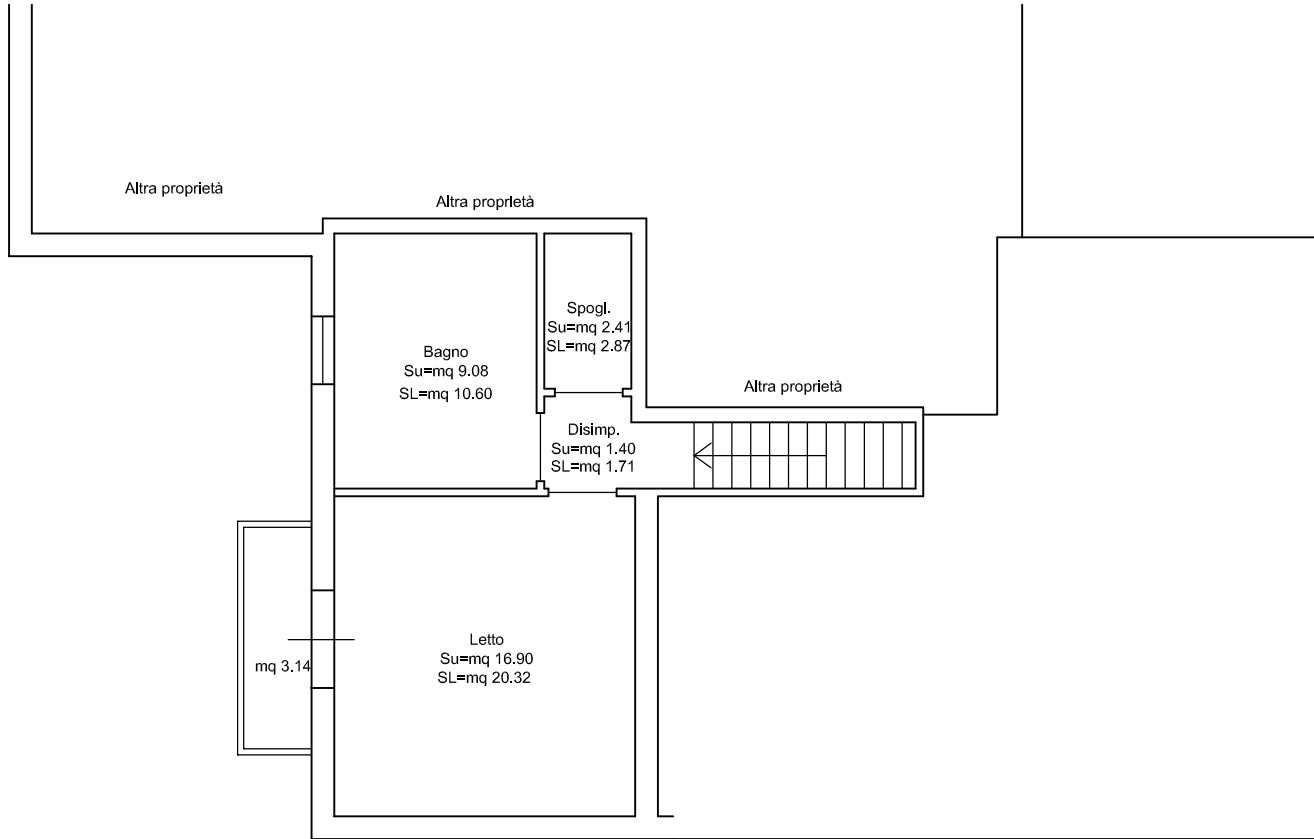 Altra proprietà
Altra proprietà
Spogl.
Su=mq 2.41
SL=mq 2.87
Bagno
Su=mq 9.08
SL=mq 10.60
Altra proprietà
Disimp.
Su=mq 1.40
SL=mq 1.71
Letto
Su=mq 16.90
SL=mq 20.32
mq 3.14